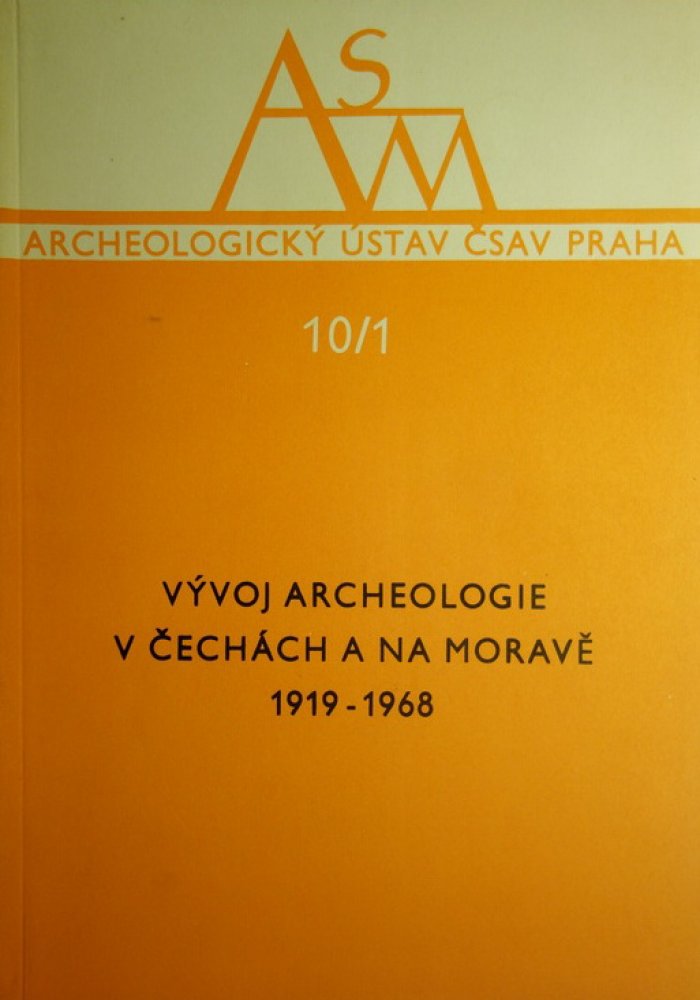 ASM
ARCHEOLOGICKÝ ÚSTAV ČSAV PRAHA
10/1
VÝVOJ ARCHEOLOGIE
V ČECHÁCH A NA MORAVĚ
1919-1968